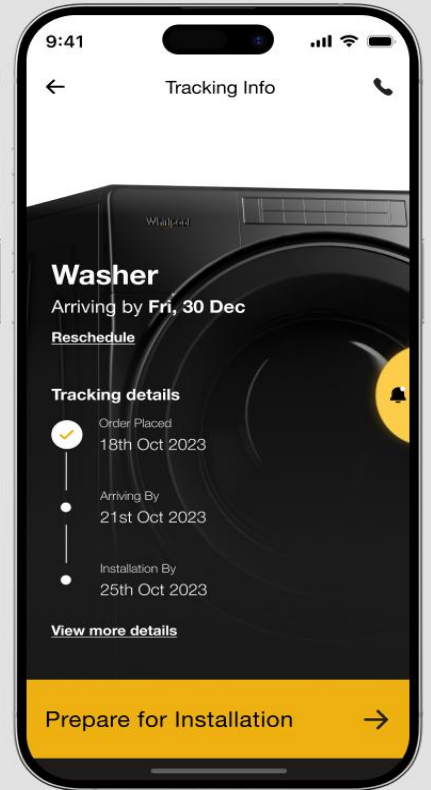 9:41
Tracking Info
Whirlpool
Washer
Arriving by Fri, 30 Dec
Reschedule
Tracking details
Order Placed
18th Oct 2023
Arriving By
21st Oct 2023
Installation By
25th Oct 2023
View more details
Prepare for Installation